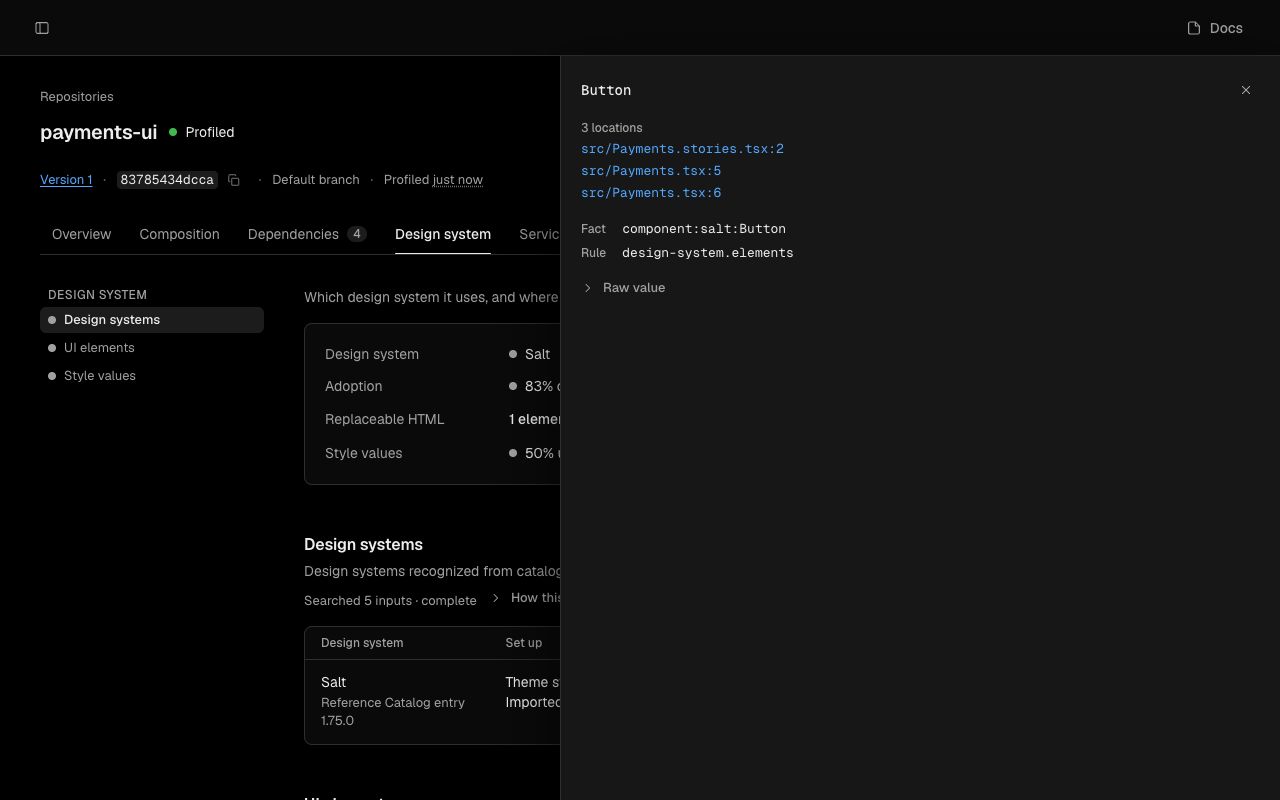 Docs
Repositories
payments-ui Profiled
Version 1 · 83785434dcca · Default branch · Profiled just now
Overview Composition Dependencies 4 Design system Servic
DESIGN SYSTEM
Design systems
UI elements
Style values
Which design system it uses, and where
Design system Salt
Adoption 83%
Replaceable HTML 1 elemen
Style values 50%
Design systems
Design systems recognized from catalog
Searched 5 inputs · complete How this
Design system Set up
Salt Theme s
Reference Catalog entry Imported
1.75.0
Button
3 locations
src/Payments.stories.tsx:2
src/Payments.tsx:5
src/Payments.tsx:6
Fact component:salt:Button
Rule design-system.elements
Raw value